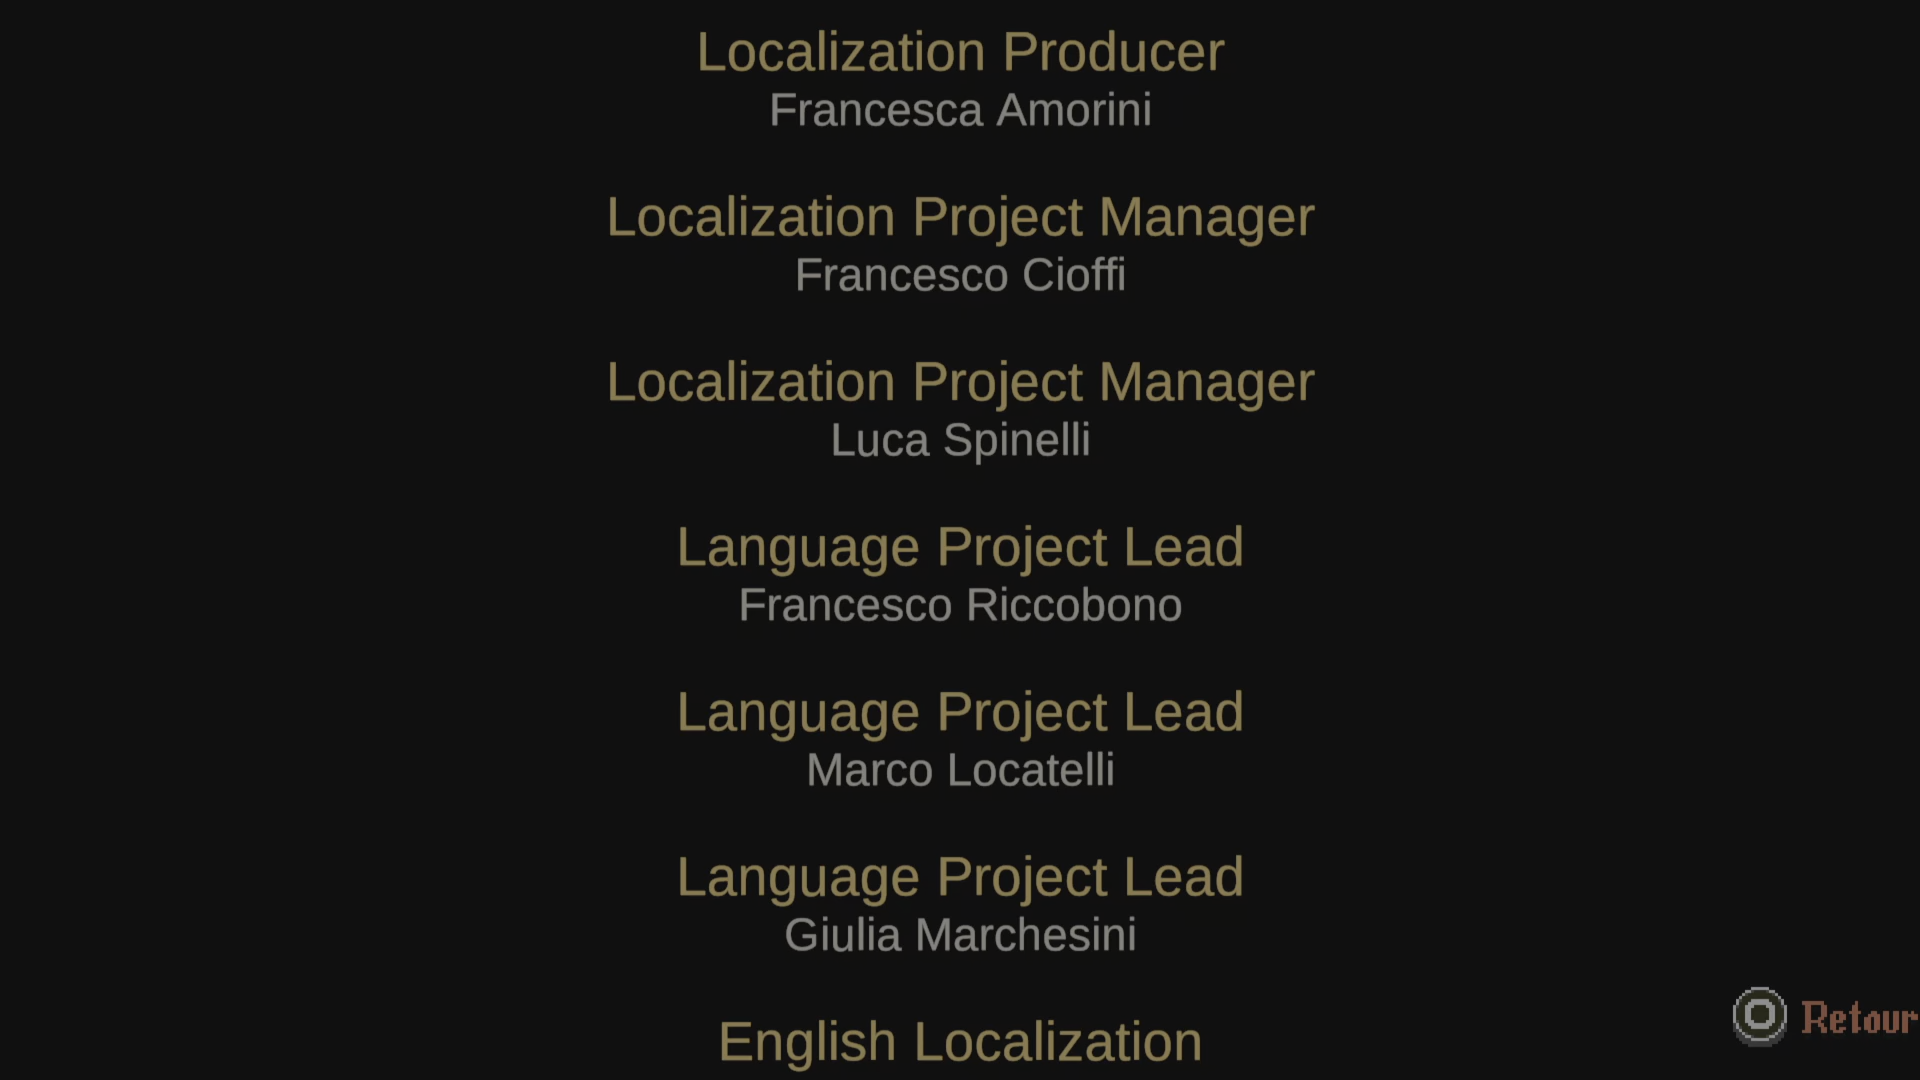 Localization Producer
Francesca Amorini
Localization Project Manager
Francesco Cioffi
Localization Project Manager
Luca Spinelli
Language Project Lead
Francesco Riccobono
Language Project Lead
Marco Locatelli
Language Project Lead
Giulia Marchesini
English Localization
Retour